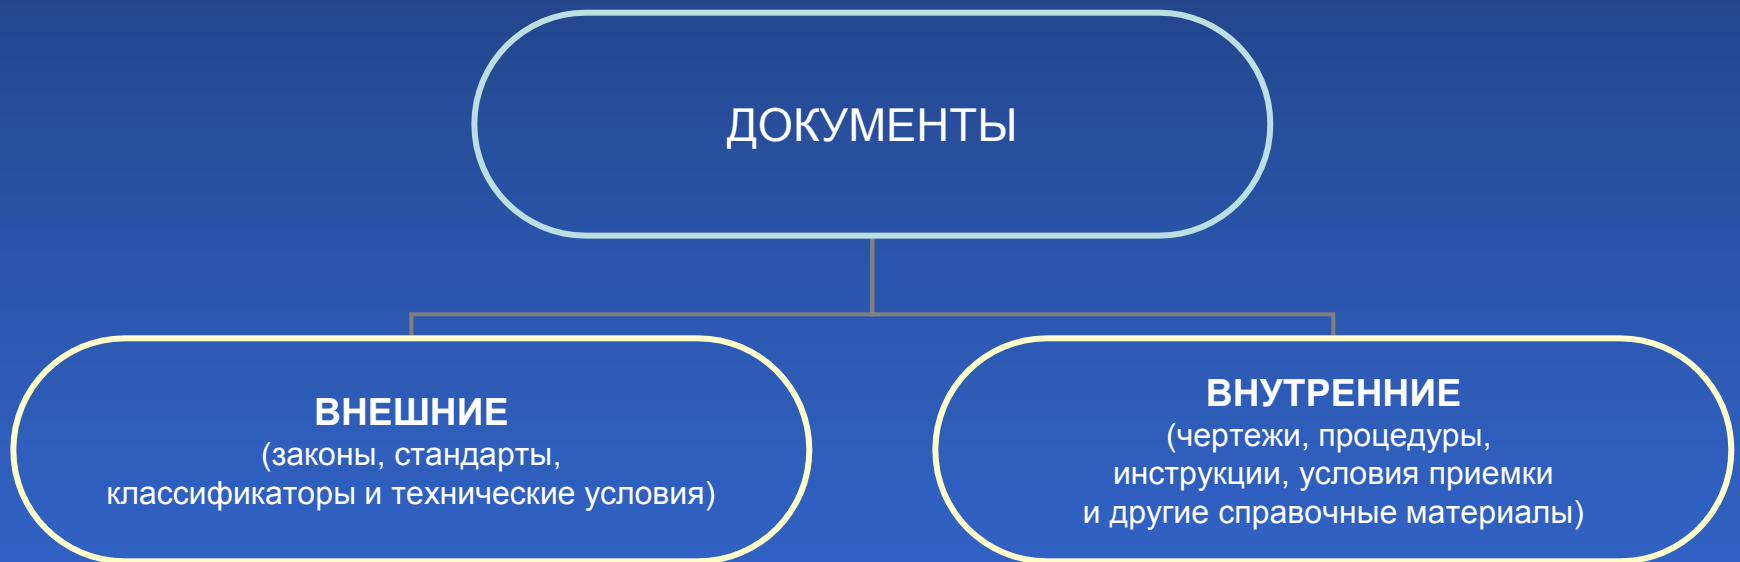 ДОКУМЕНТЫ
ВНЕШНИЕ
(законы, стандарты,
классификаторы и технические условия)
ВНУТРЕННИЕ
(чертежи, процедуры,
инструкции, условия приемки
и другие справочные материалы)